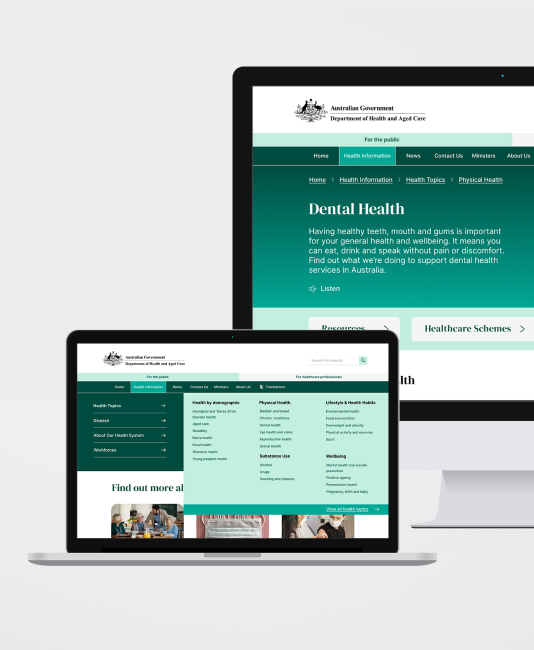 Australian Government
Department of Health and Aged Care
For the public
Home
Health Information
News
Contact Us
Ministers
About Us
Home > Health Information > Health Topics > Physical Health
Dental Health
Having healthy teeth, mouth and gums is important
for your general health and wellbeing. It means you
can eat, drink and speak without pain or discomfort.
Find out what we're doing to support dental health
services in Australia.
Listen
Resources >
Healthcare Schemes >
lth
Australian Government
Department of Health and Aged Care
Search the website
For the public
For Healthcare professionals
Home
Health Information
News
Contact Us
Ministers
About Us
Translations
Health Topics →
Disease →
About Our Health System →
Workforces →
Health by demographic
Aboriginal and Torres Strait
Islander health
Aged care
Disability
Men's health
Rural health
Women's health
Young people's health
Physical Health
Bladder and bowel
Chronic conditions
Dental health
Eye health and vision
Reproductive health
Sexual Health
Substance Use
Alcohol
Drugs
Smoking and tobacco
Lifestyle & Health Habits
Environmental health
Food and nutrition
Overweight and obesity
Physical activity and exercise
Sport
Wellbeing
Mental health and suicide
prevention
Positive ageing
Preventative health
Pregnancy, birth and baby
View all health topics →
Find out more al